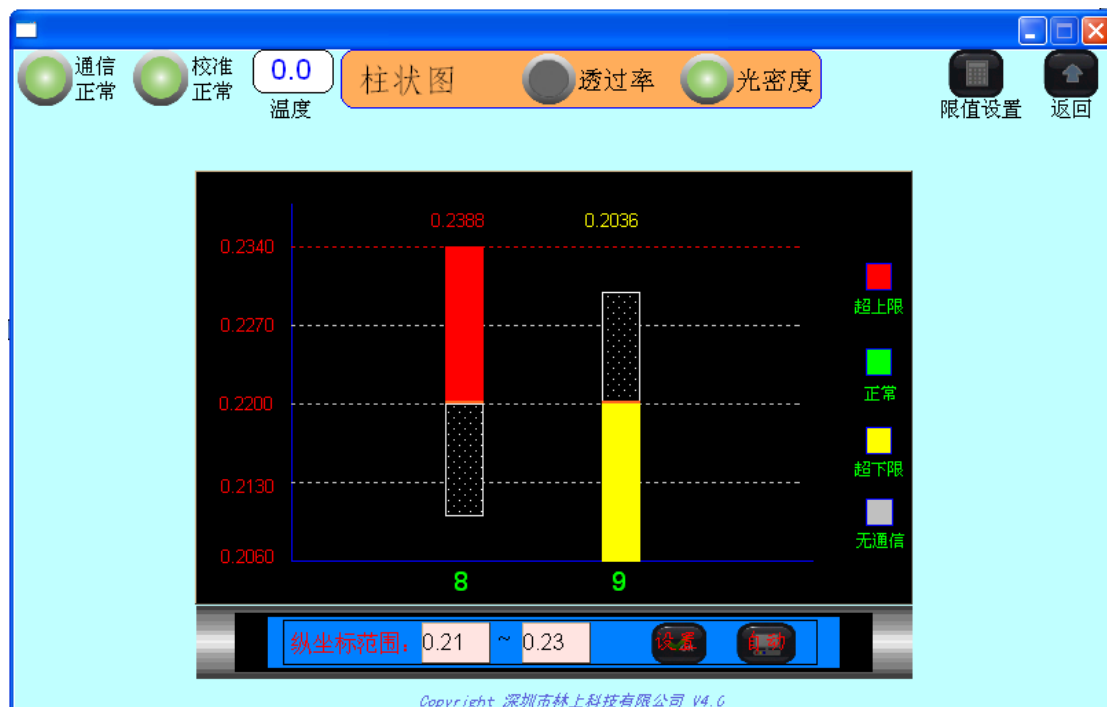 通信
正常
校准
正常
0.0
温度
柱状图
透过率
光密度
限值设置
返回
0.2388
0.2036
0.2340
0.2270
0.2200
0.2130
0.2060
超上限
正常
超下限
无通信
8
9
纵坐标范围:
0.21
~
0.23
设置
自动
Copyright 深圳市林上科技有限公司 V4.6